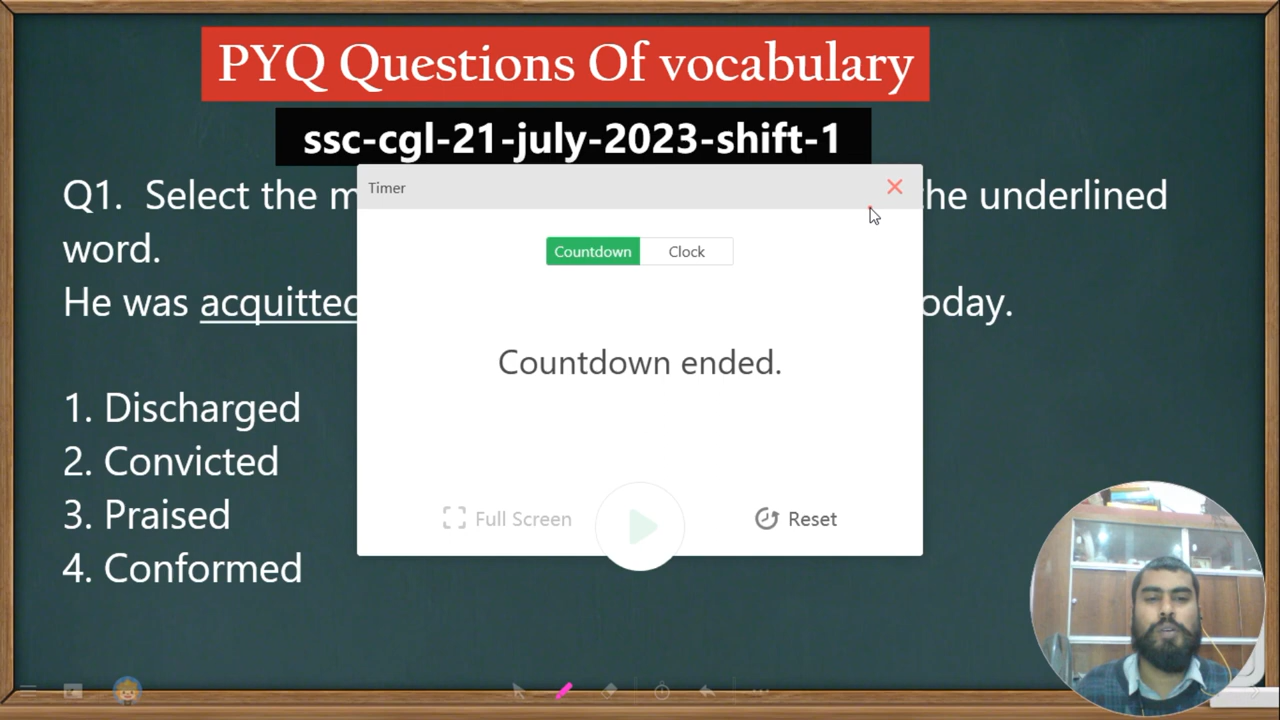 PYQ Questions Of vocabulary
ssc-cgl-21-july-2023-shift-1
Timer
Q1. Select the m
he underlined
word.
Countdown Clock
He was acquitted
oday.
Countdown ended.
1. Discharged
2. Convicted
3. Praised
4. Conformed
Full Screen
Reset